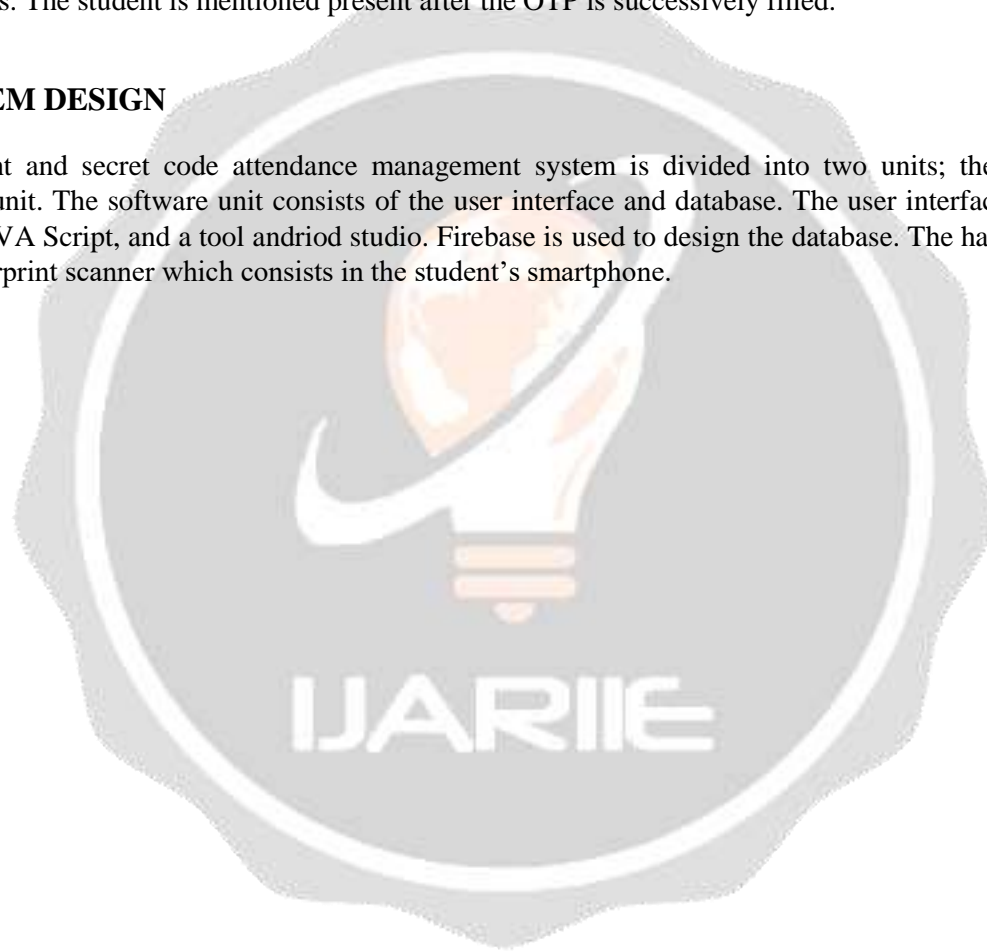 s. The student is mentioned present after the OTP is successively filled.
EM DESIGN
nt and secret code attendance management system is divided into two units; the
unit. The software unit consists of the user interface and database. The user interfac
VA Script, and a tool andriod studio. Firebase is used to design the database. The ha
rprint scanner which consists in the student's smartphone.
IJARIIE